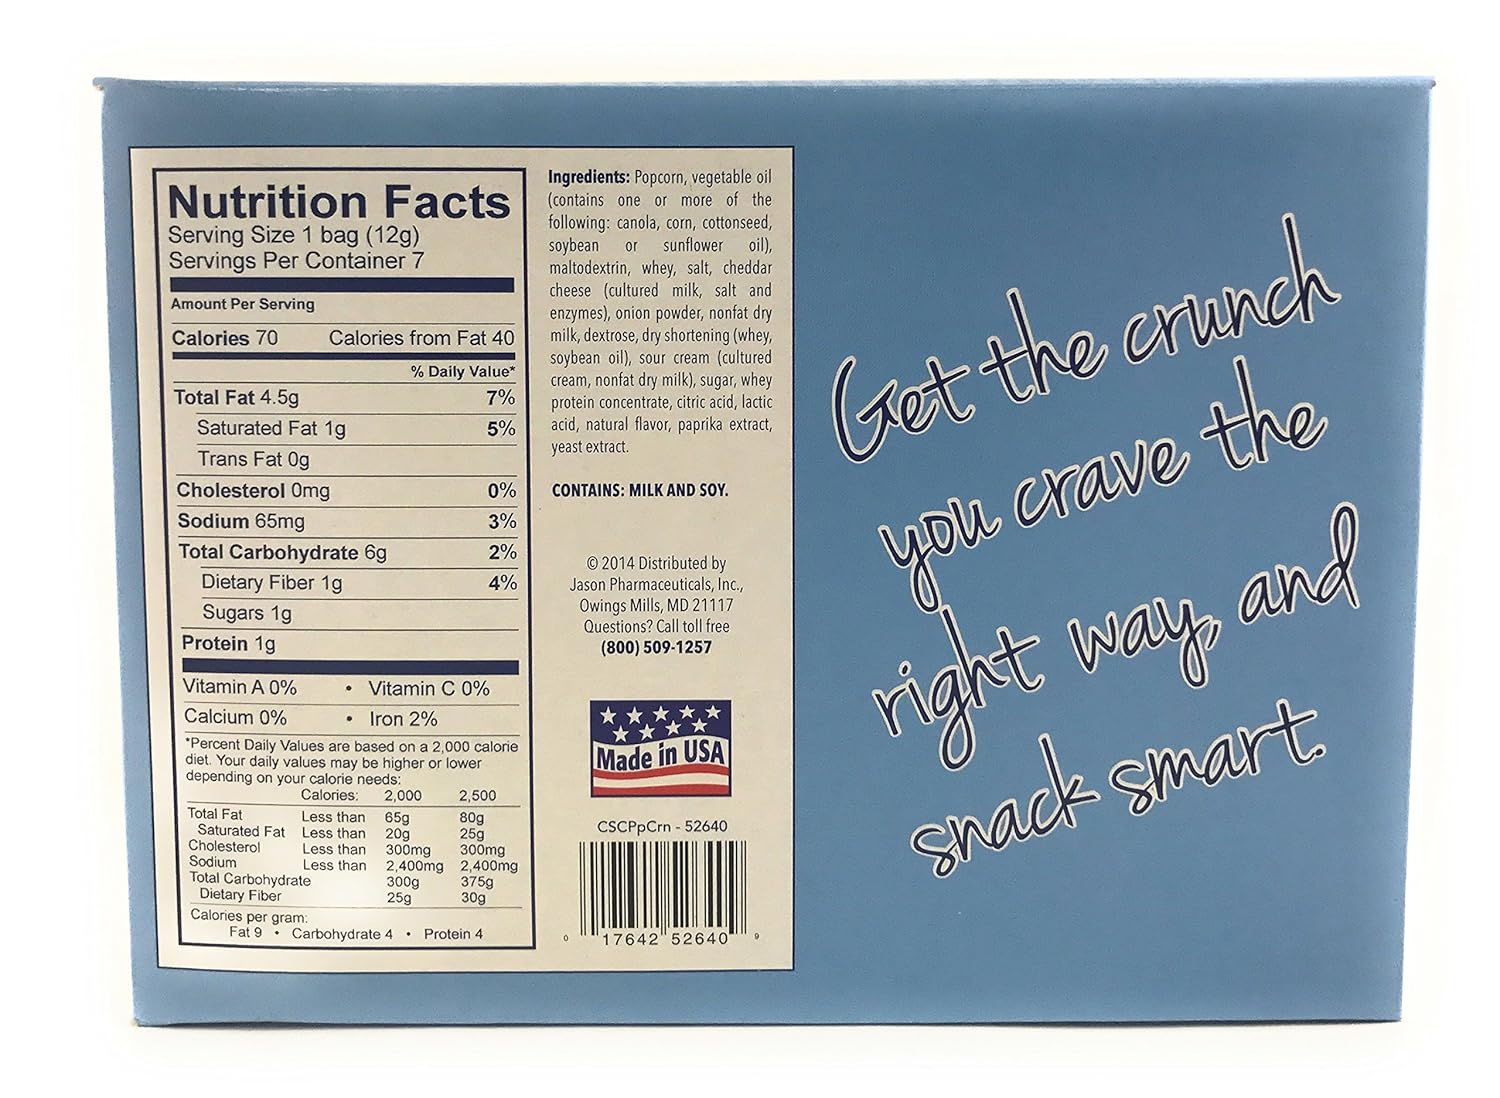 Nutrition Facts
Serving Size 1 bag (12g)
Servings Per Container 7
Amount Per Serving
Calories 70 Calories from Fat 40
% Daily Value*
Total Fat 4.5g 7%
Saturated Fat 1g 5%
Trans Fat 0g
Cholesterol 0mg 0%
Sodium 65mg 3%
Total Carbohydrate 6g 2%
Dietary Fiber 1g 4%
Sugars 1g
Protein 1g
Vitamin A 0% • Vitamin C 0%
Calcium 0% • Iron 2%
*Percent Daily Values are based on a 2,000 calorie
diet. Your daily values may be higher or lower
depending on your calorie needs:
Calories: 2,000 2,500
Total Fat Less than 65g 80g
Saturated Fat Less than 20g 25g
Cholesterol Less than 300mg 300mg
Sodium Less than 2,400mg 2,400mg
Total Carbohydrate 300g 375g
Dietary Fiber 25g 30g
Calories per gram:
Fat 9 • Carbohydrate 4 • Protein 4
Ingredients: Popcorn, vegetable oil
(contains one or more of the
following: canola, corn, cottonseed,
soybean or sunflower oil),
maltodextrin, whey, salt, cheddar
cheese (cultured milk, salt and
enzymes), onion powder, nonfat dry
milk, dextrose, dry shortening (whey,
soybean oil), sour cream (cultured
cream, nonfat dry milk), sugar, whey
protein concentrate, citric acid, lactic
acid, natural flavor, paprika extract,
yeast extract.
CONTAINS: MILK AND SOY.
© 2014 Distributed by
Jason Pharmaceuticals, Inc.,
Owings Mills, MD 21117
Questions? Call toll free
(800) 509-1257
Made in USA
CSCPpCrn - 52640
0 17642 52640 9
Get the crunch
you crave the
right way, and
snack smart.